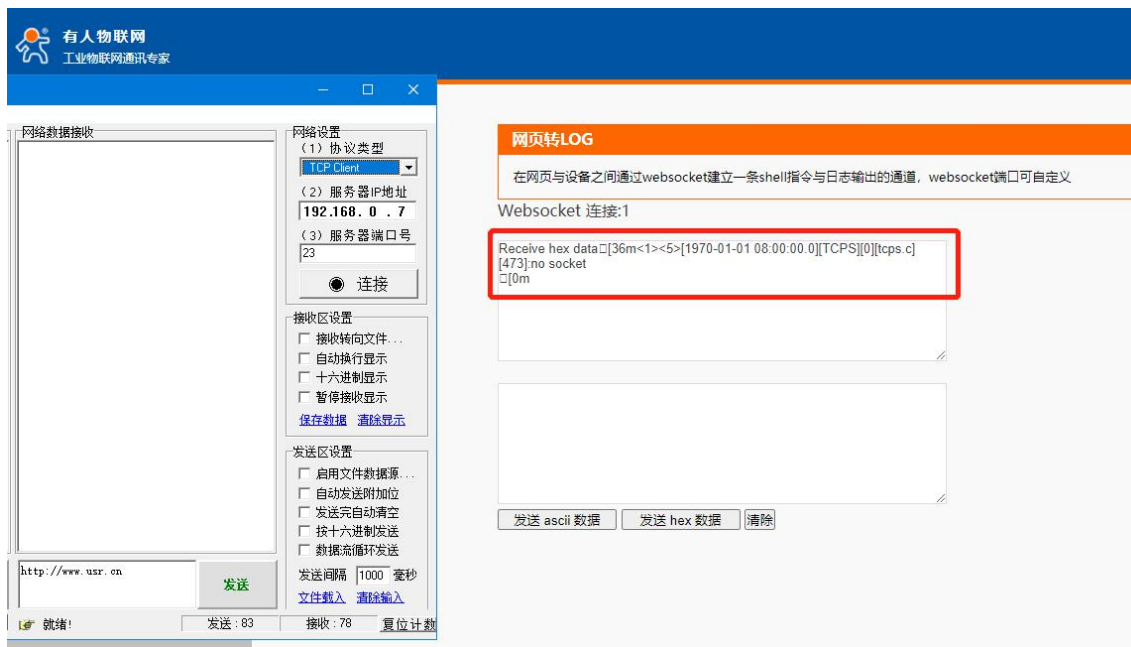 有人物联网
工业物联网通讯专家
网络数据接收
网络设置
(1) 协议类型
TCP Client
(2) 服务器IP地址
192.168. 0 . 7
(3) 服务器端口号
23
连接
接收区设置
接收转向文件...
自动换行显示
十六进制显示
暂停接收显示
保存数据 清除显示
发送区设置
启用文件数据源...
自动发送附加位
发送完自动清空
按十六进制发送
数据流循环发送
发送间隔 1000 毫秒
文件载入 清除输入
http://www.usr.cn
发送
就绪!
发送 : 83
接收 : 78
复位计数
网页转LOG
在网页与设备之间通过websocket建立一条shell指令与日志输出的通道，websocket端口可自定义
Websocket 连接:1
Receive hex data□[36m<1><5>[1970-01-01 08:00:00.0][TCPS][0][tcps.c]
[473]:no socket
□[0m
发送 ascii 数据 发送 hex 数据 清除